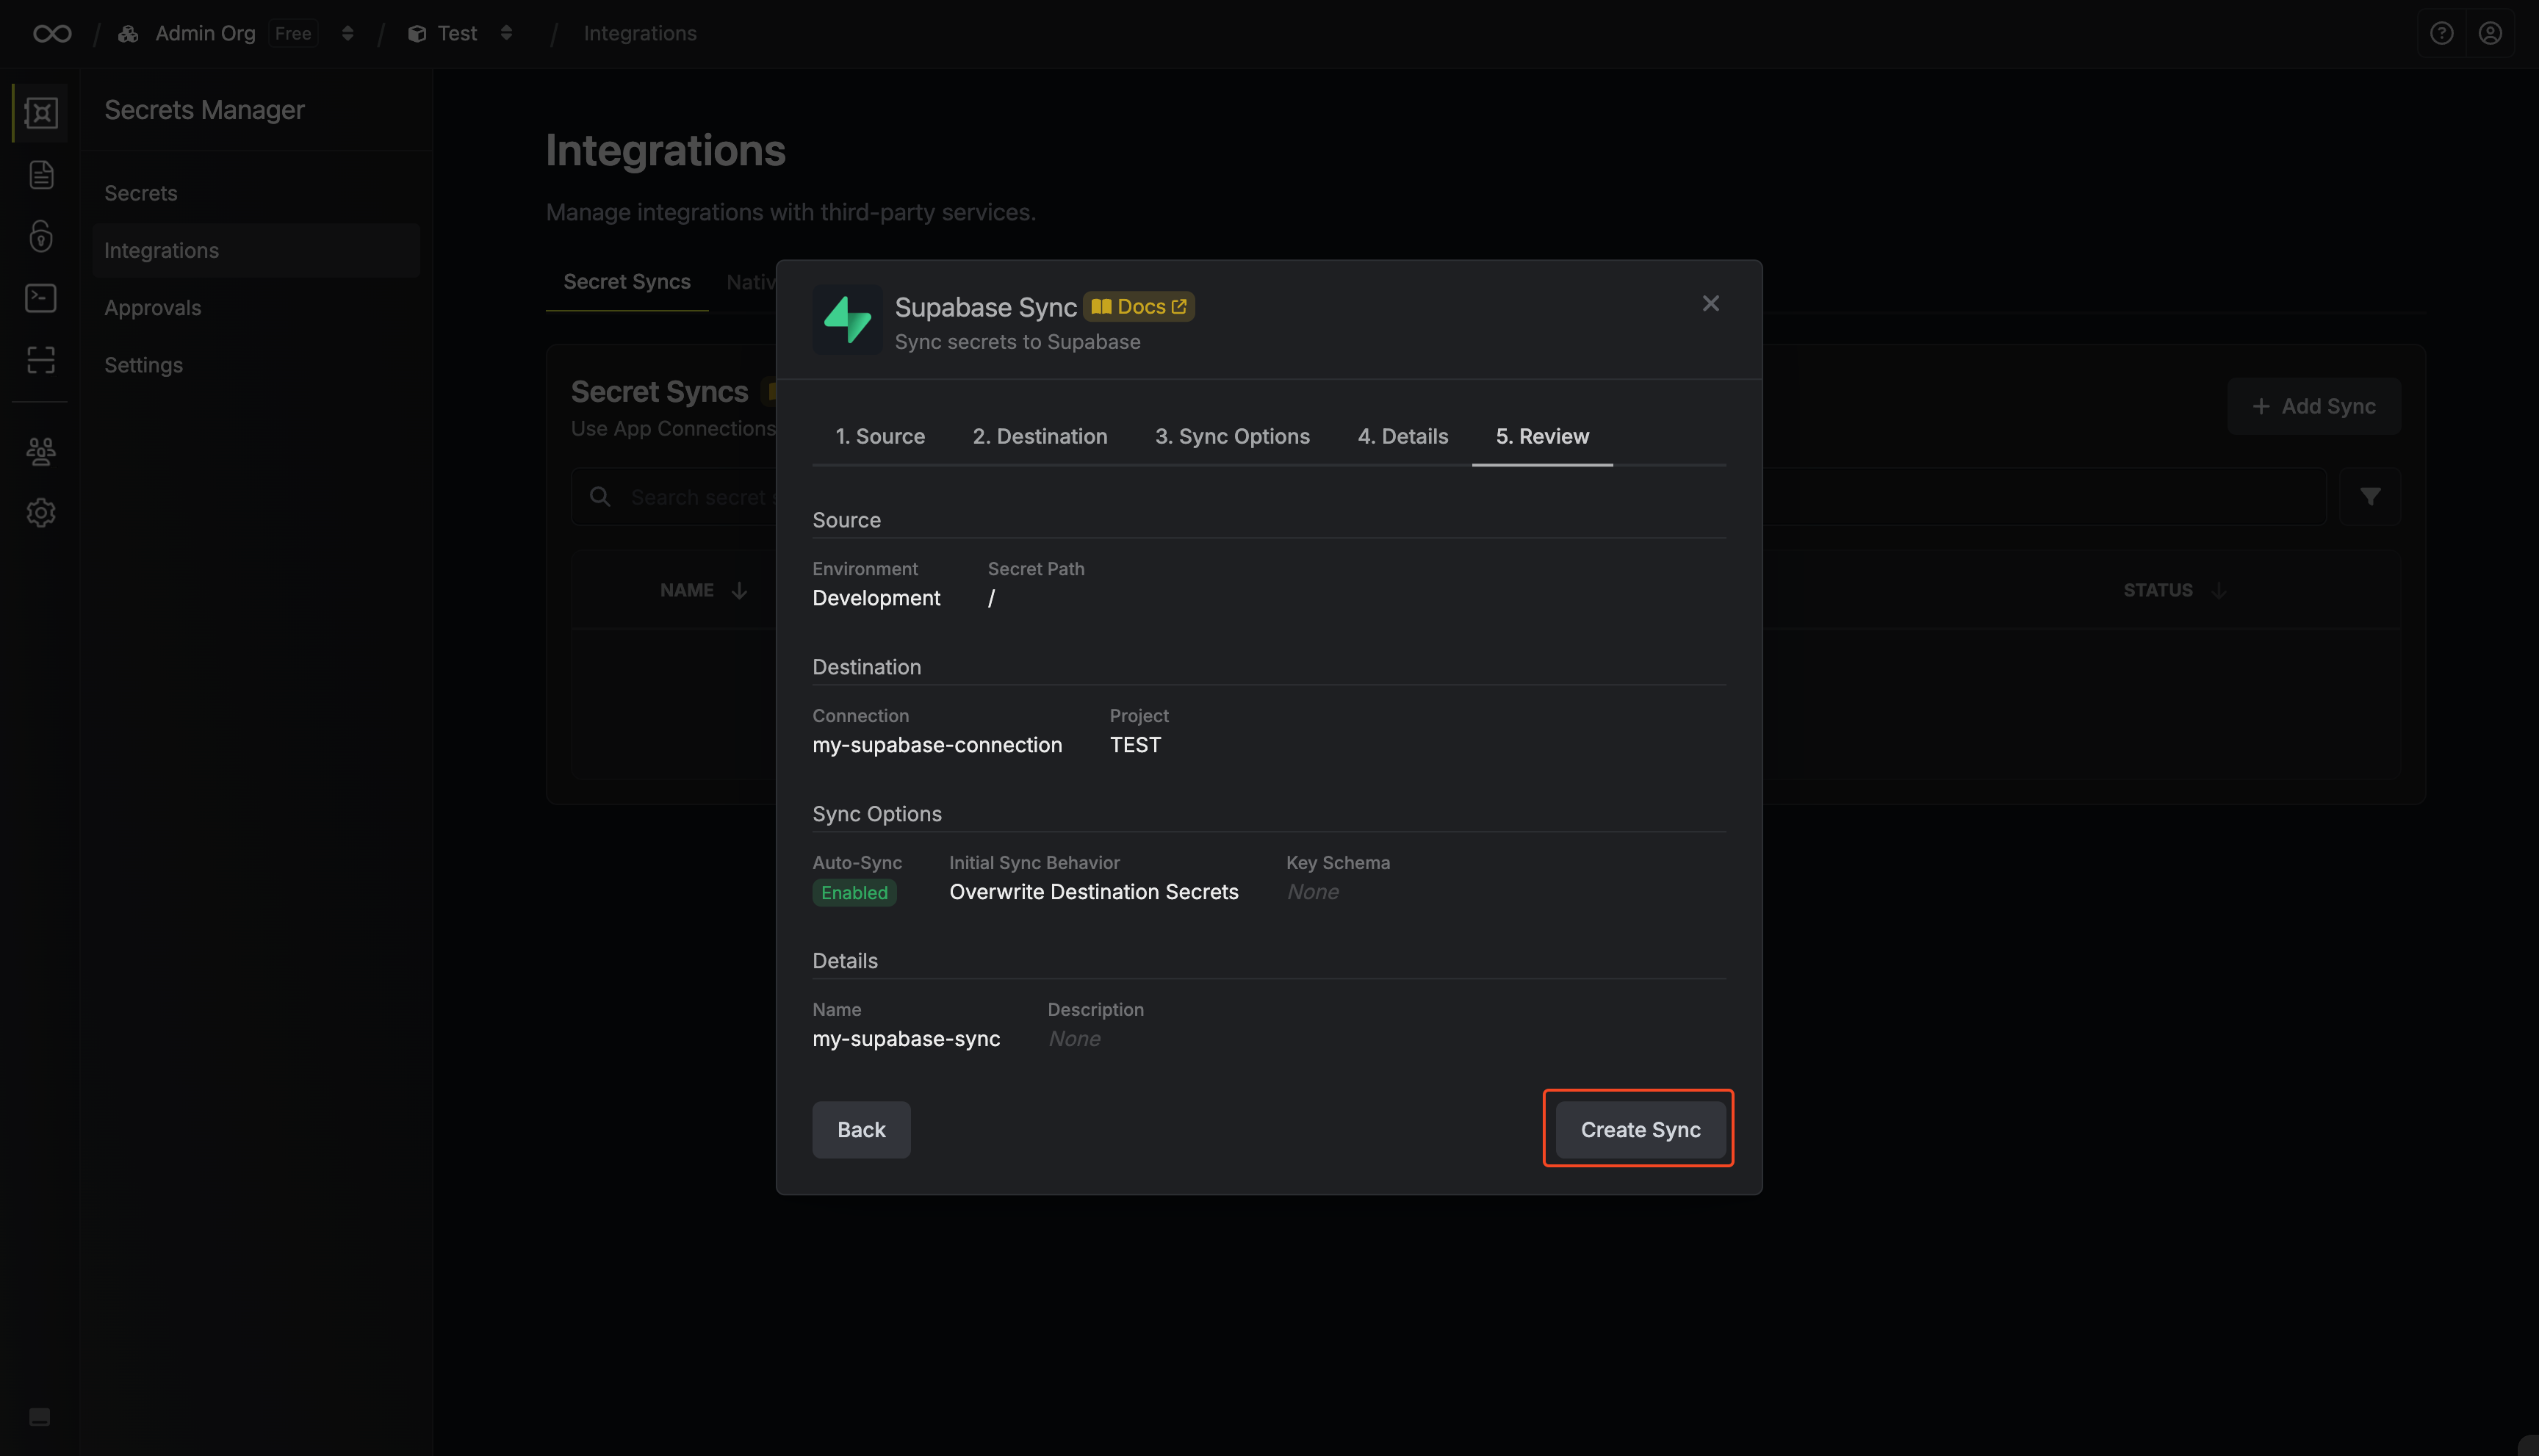 Admin Org Free Test Integrations
Secrets Manager
Secrets
Integrations
Approvals
Settings
Integrations
Manage integrations with third-party services.
Secret Syncs Nativ
Secret Syncs
Add Sync
Use App Connections
Search secret s
NAME STATUS
Supabase Sync Docs
Sync secrets to Supabase
1. Source 2. Destination 3. Sync Options 4. Details 5. Review
Source
Environment Secret Path
Development /
Destination
Connection Project
my-supabase-connection TEST
Sync Options
Auto-Sync Initial Sync Behavior Key Schema
Enabled Overwrite Destination Secrets None
Details
Name Description
my-supabase-sync None
Back Create Sync